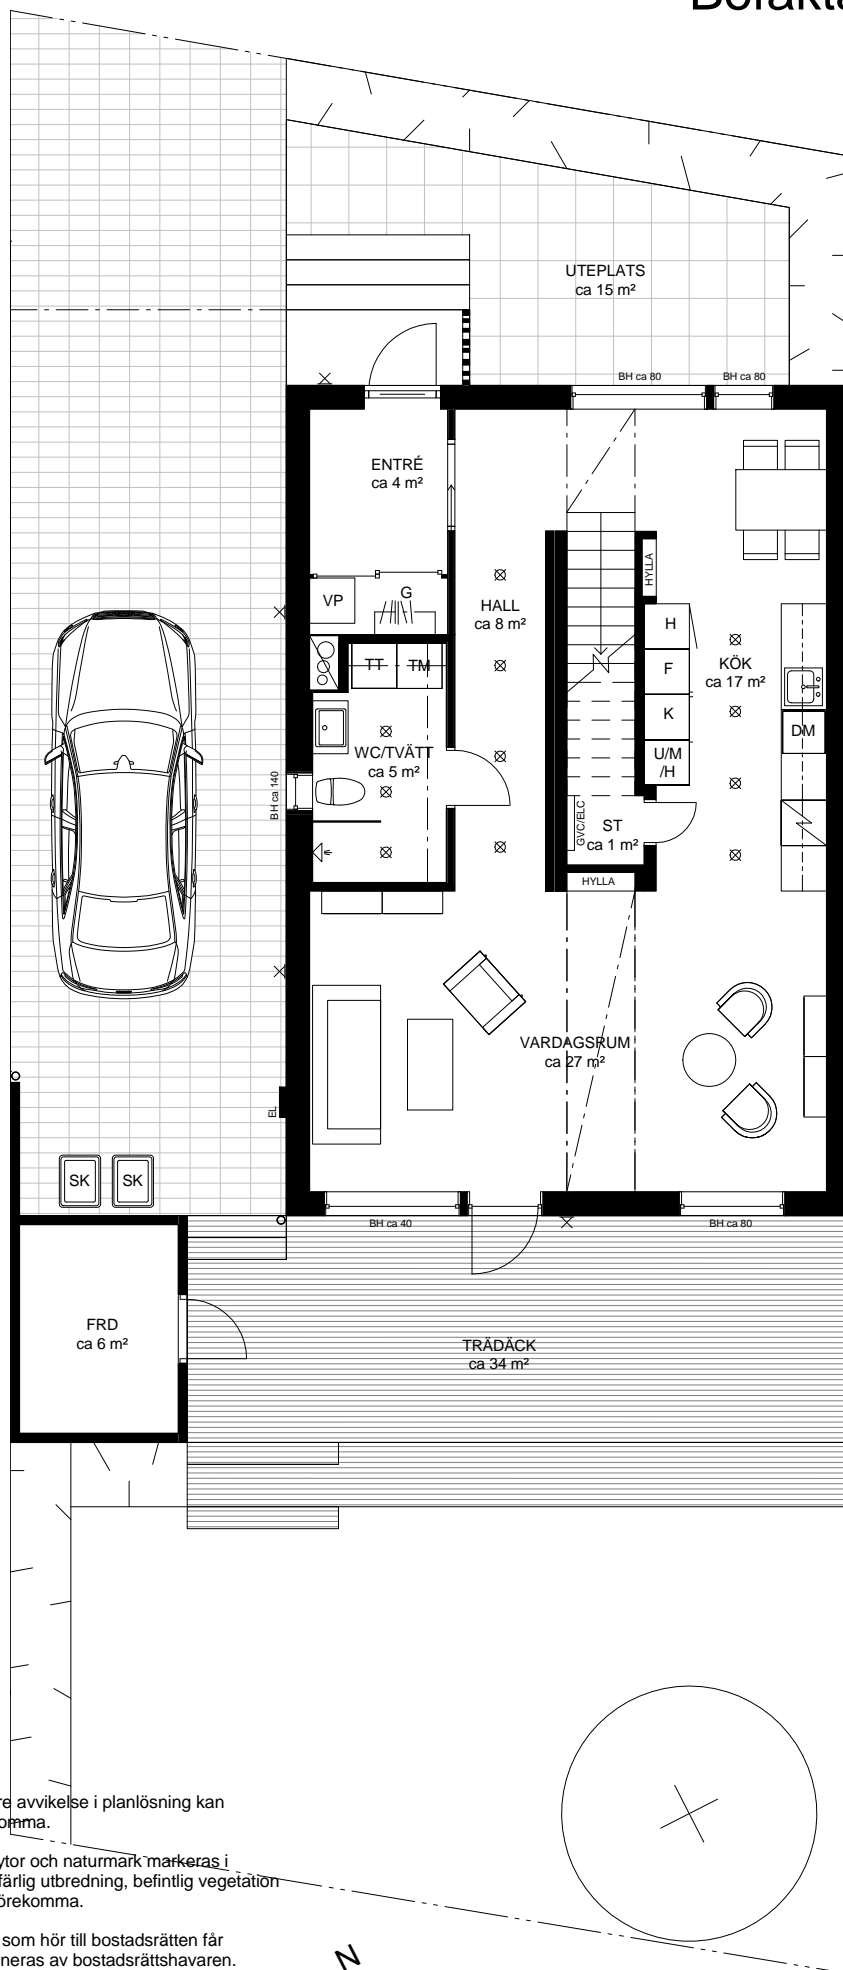 UTEPLATS
ca 15 m²
BH ca 80
BH ca 80
ENTRÉ
ca 4 m²
HYLLA
VP
G
HALL
ca 8 m²
H
F
K
U/M
/H
KÖK
ca 17 m²
TT
TM
DM
WC/TVÄTT
ca 5 m²
BH ca 140
GVC/ELC
ST
ca 1 m²
HYLLA
VARDAGSRUM
ca 27 m²
EL
SK
SK
BH ca 40
BH ca 80
FRD
ca 6 m²
TRÄDÄCK
ca 34 m²
avvikelse i planlösning kan
och naturmark markeras i
utbredning, befintlig vegetation
som hör till bostadsrätten får
av bostadsrättshavaren.
N